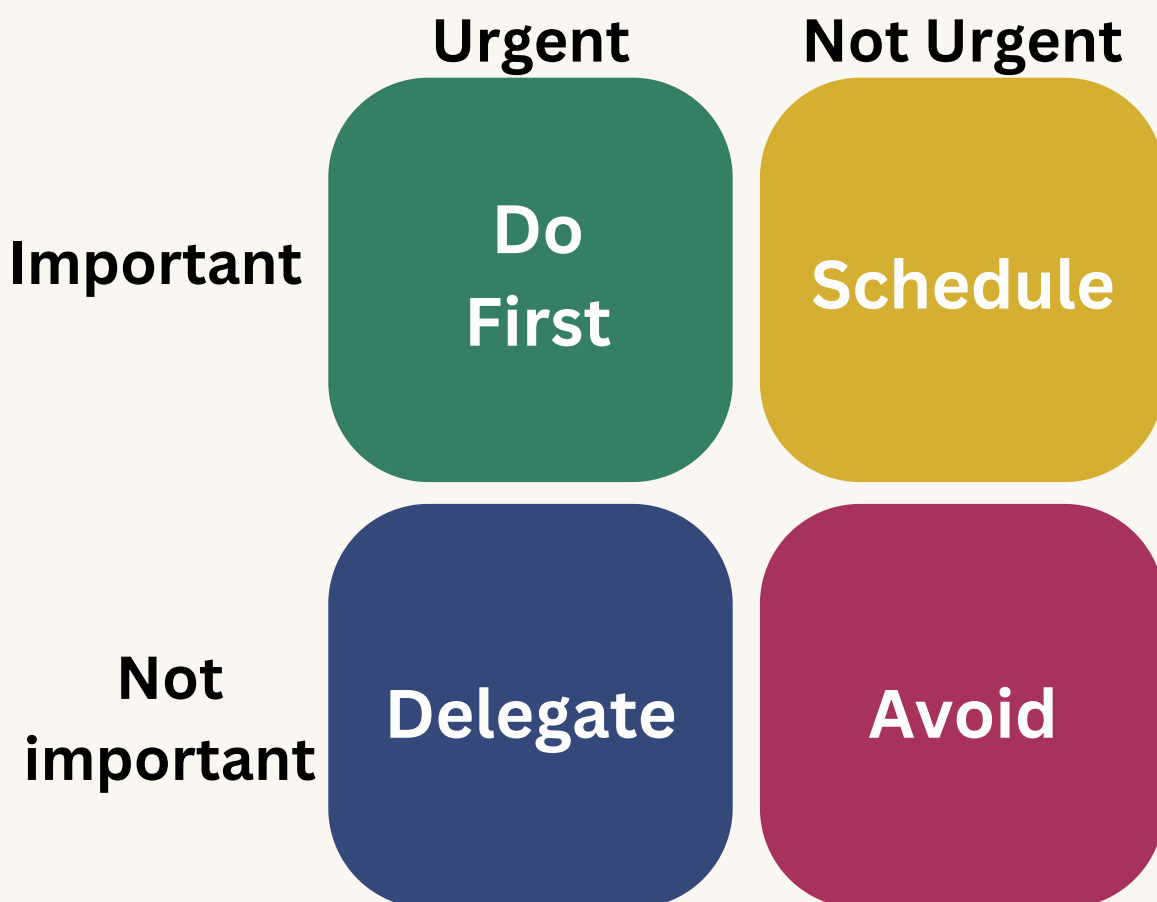 Urgent
Not Urgent
Important
Do
First
Schedule
Not
important
Delegate
Avoid